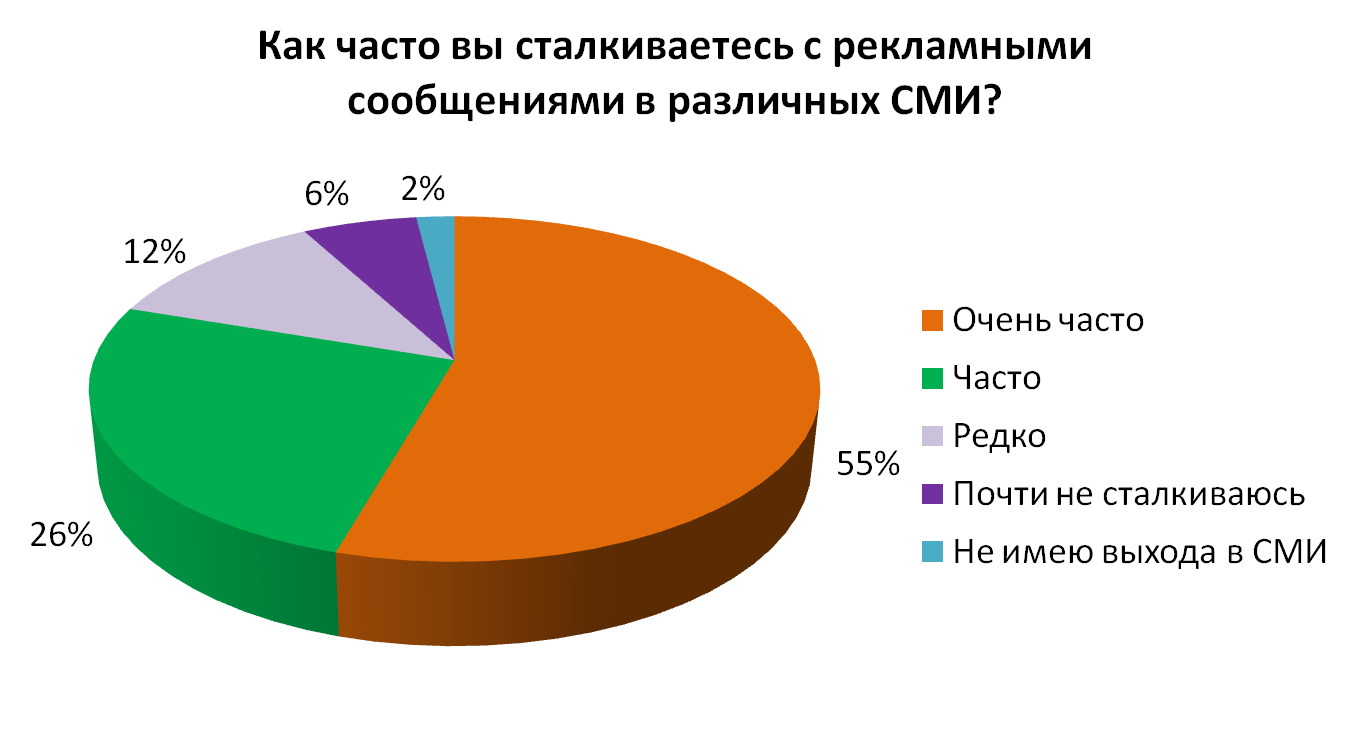 Как часто вы сталкиваетесь с рекламными
сообщениями в различных СМИ?
2%
6%
12%
55%
26%
Очень часто
Часто
Редко
Почти не сталкиваюсь
Не имею выхода в СМИ